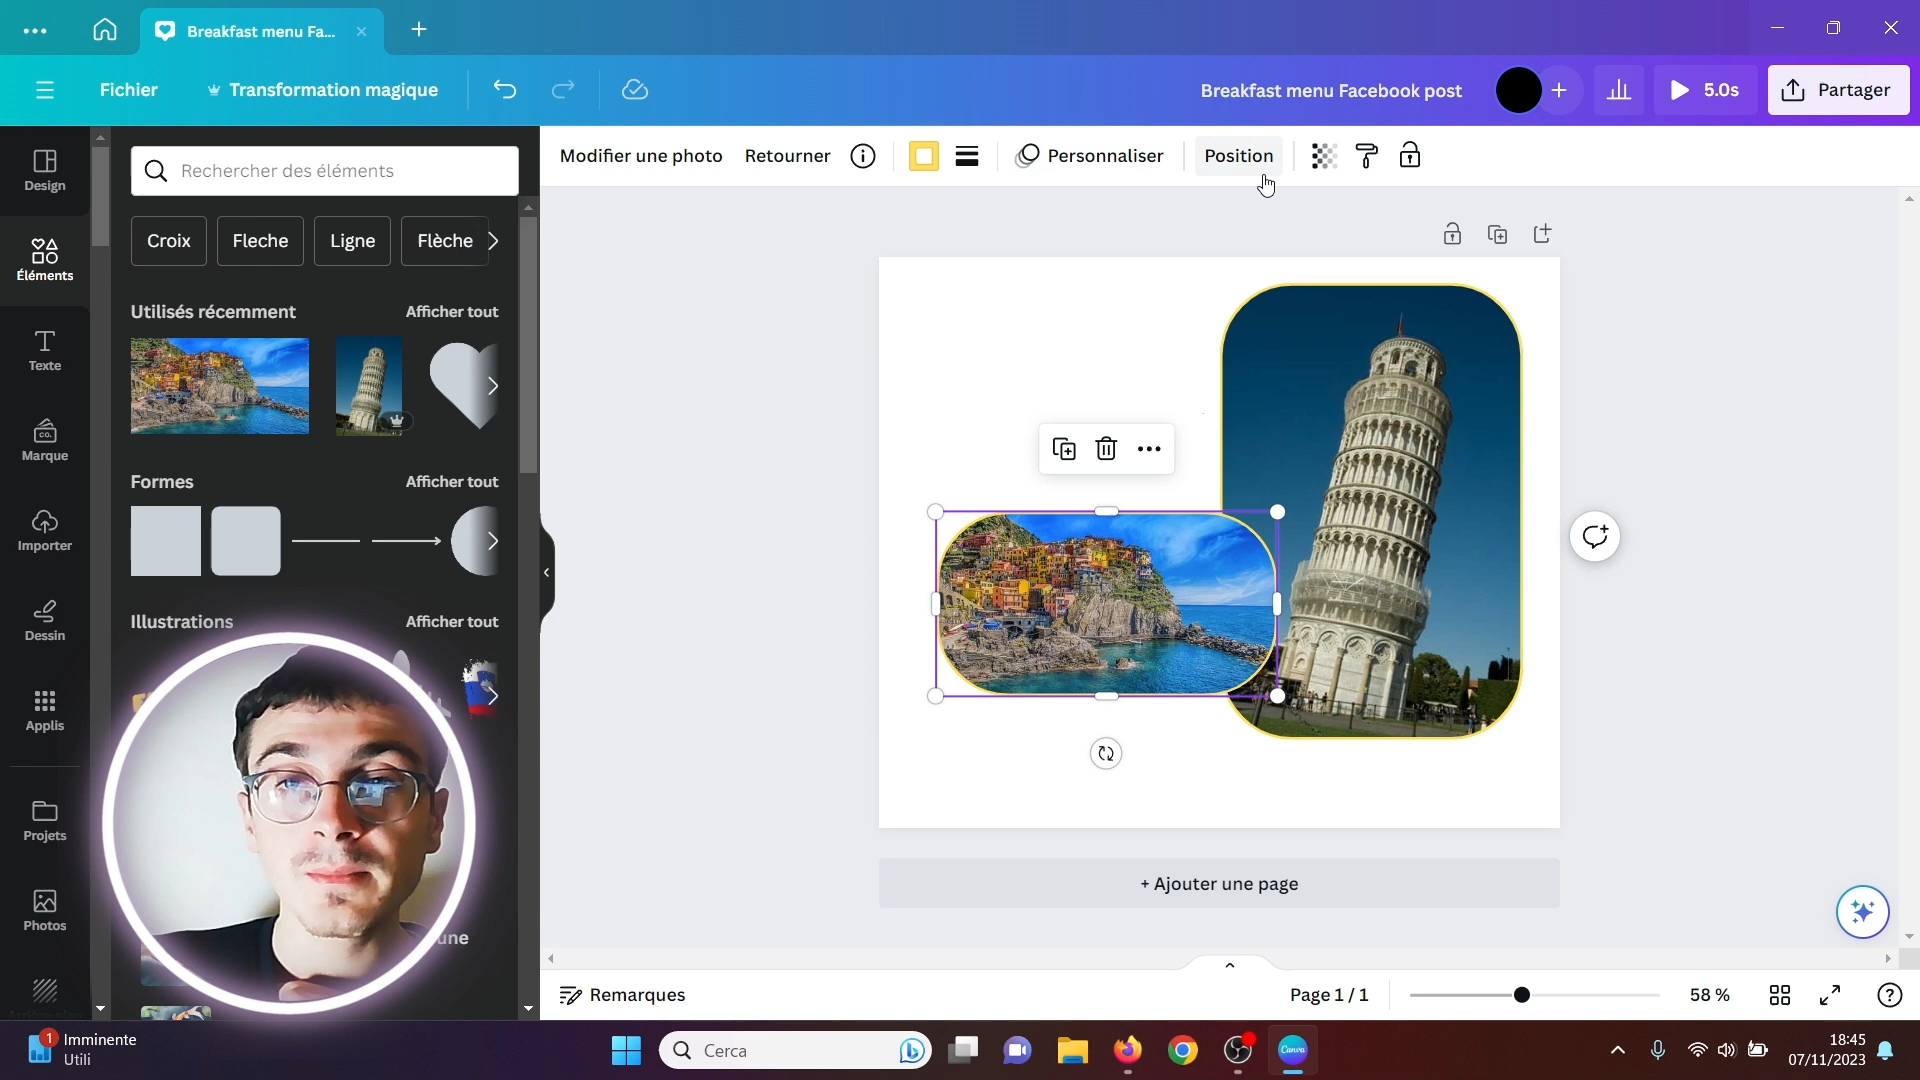 Breakfast menu Fa...
Fichier
Transformation magique
Breakfast menu Facebook post
5.0s
Partager
Design
Éléments
Texte
Marque
Importer
Dessin
Applis
Projets
Photos
Rechercher des éléments
Croix
Fleche
Ligne
Flèche
Utilisés récemment
Afficher tout
Formes
Afficher tout
Illustrations
Afficher tout
une
Modifier une photo
Retourner
Personnaliser
Position
+ Ajouter une page
Remarques
Page 1 / 1
58 %
1
Imminente
Utili
Cerca
Canva
18:45
07/11/2023